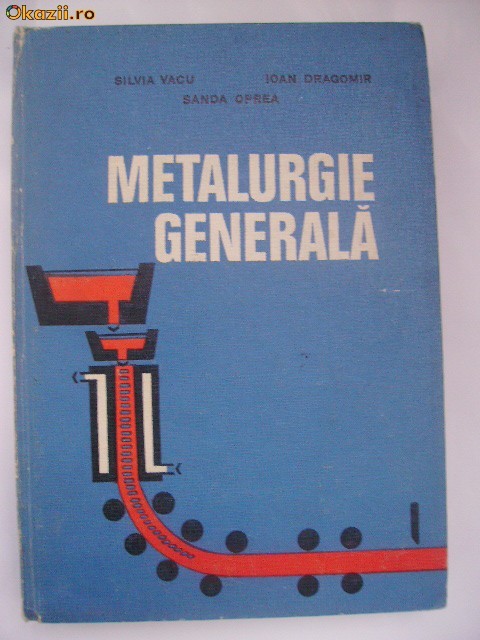 Okazii.ro
SILVIA VACU IOAN DRAGOMIR
SANDA OPREA
METALURGIE
GENERALĂ